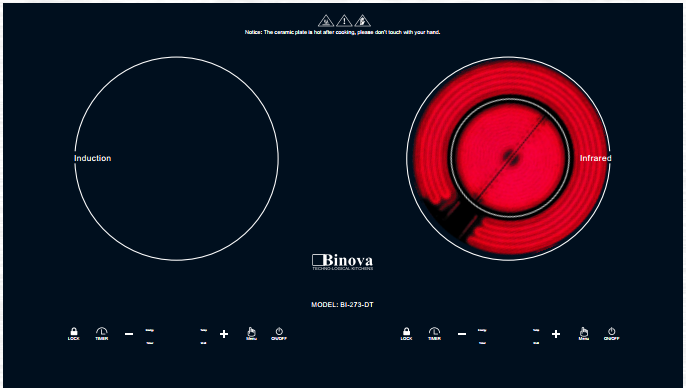 Notice: The ceramic plate is hot after cooking, please don't touch with your hand.
Induction
Infrared
Binova
TECHNO-LOGICAL KITCHENS
MODEL: BI-273-DT
LOCK
TIMER
Menu
ON/OFF
LOCK
TIMER
Menu
ON/OFF